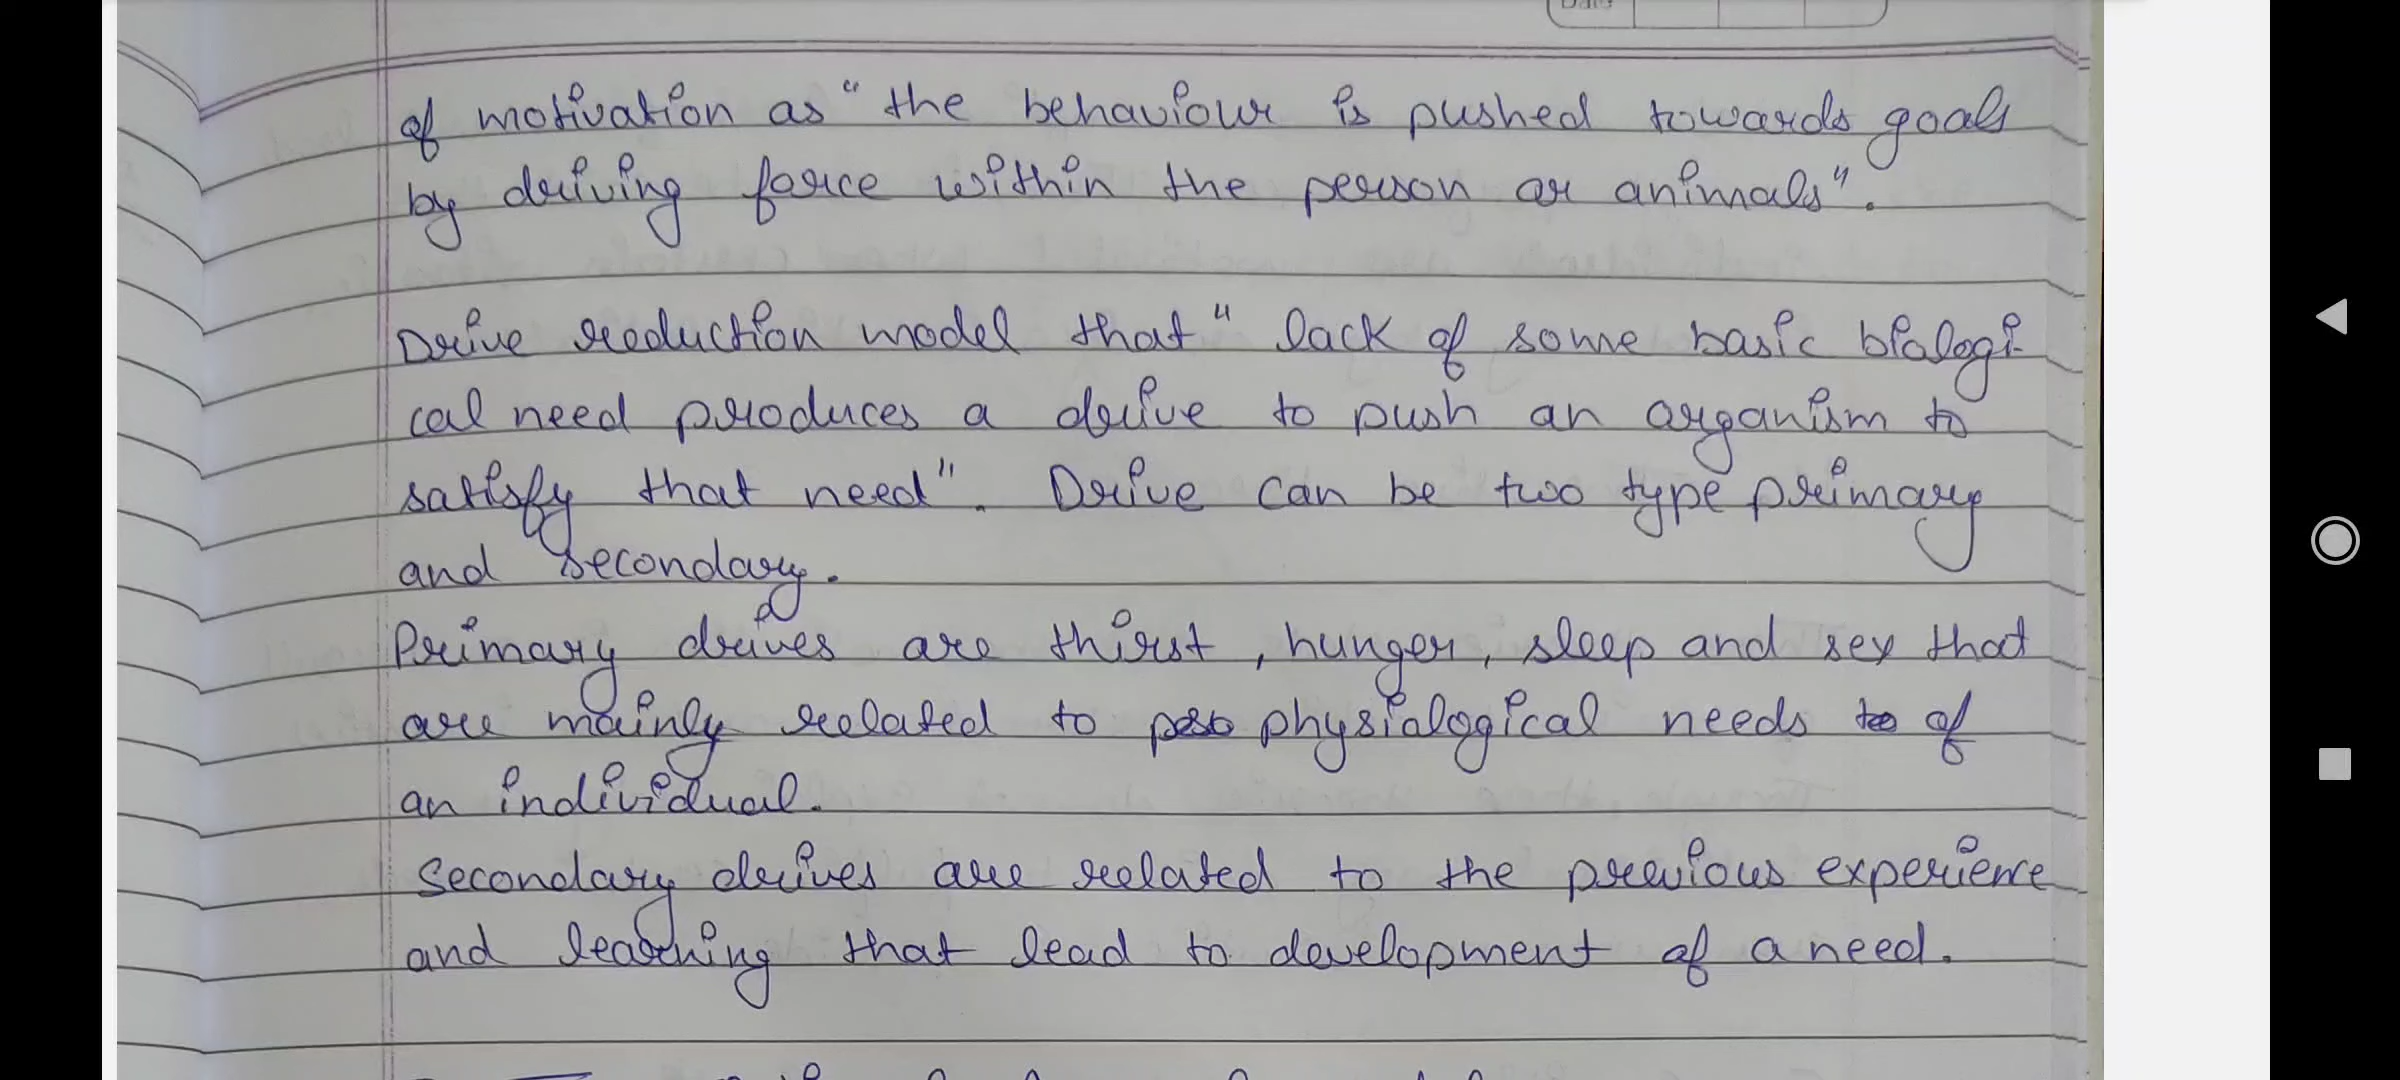 Date
of motivation as "the behaviour is pushed towards goals
by driving force within the person or animals".
Drive reduction model that "lack of some basic biologi-
cal need produces a drive to push an organism to
satisfy that need". Drive can be two type primary
and secondary.
Primary drives are thirst, hunger, sleep and sex that
are mainly related to physiological needs of
an individual.
Secondary drives are related to the previous experience
and learning that lead to development of a need.